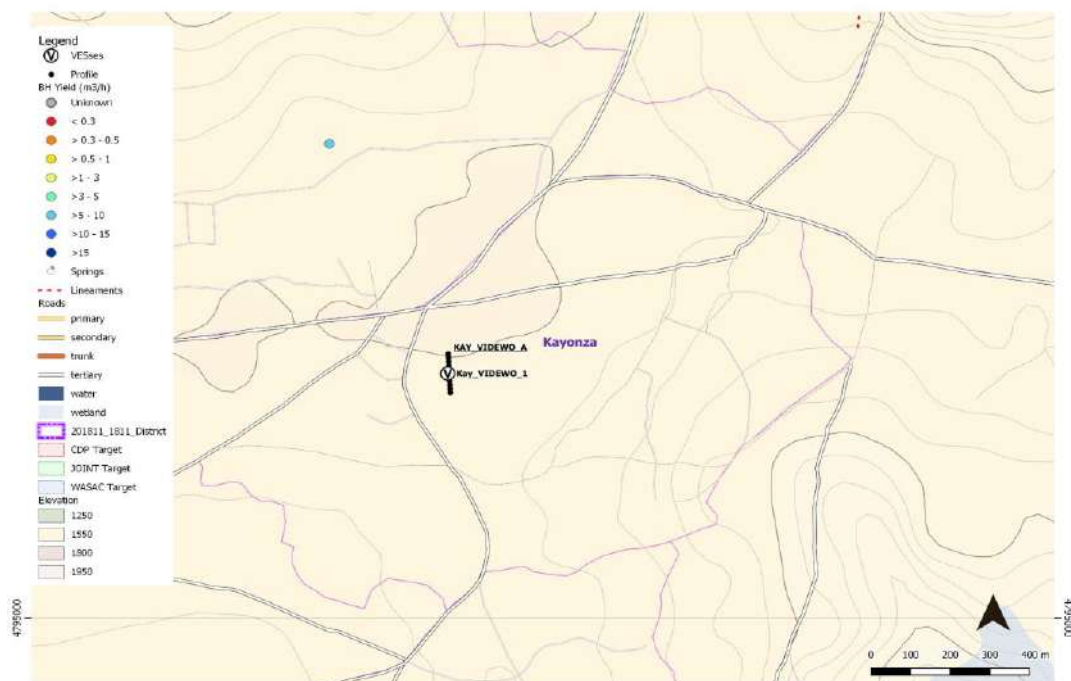 Legend
VESses
Profile
BH Yield (m3/h)
Unknown
< 0.3
> 0.3 - 0.5
> 0.5 - 1
>1 - 3
>3 - 5
>5 - 10
>10 - 15
>15
Springs
Lineaments
Roads
primary
secondary
trunk
tertiary
water
wetland
201811_1811_District
CDP Target
JOINT Target
WASAC Target
Elevation
1250
1550
1800
1950
KAY_VIDEWO_A
Kayonza
V
Kay_VIDEWO_1
4795000
4795000
0 100 200 300 400 m